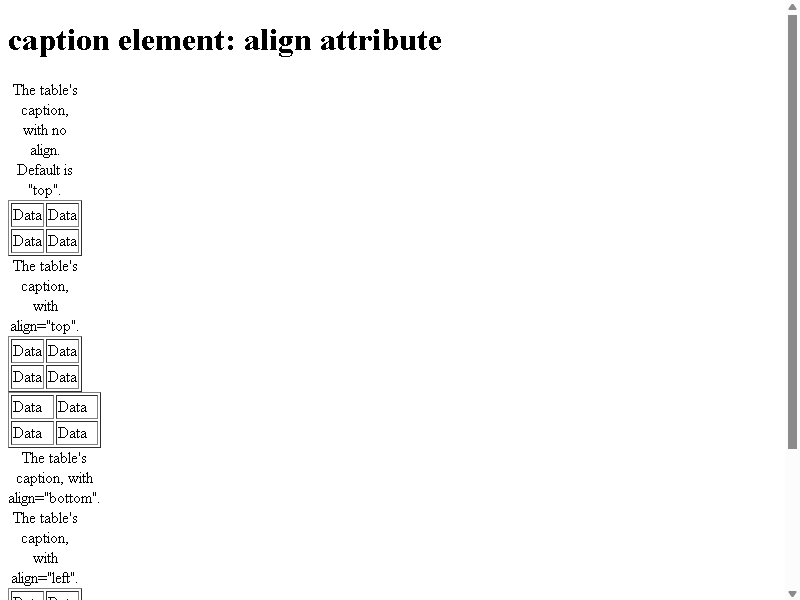 caption element: align attribute
The table's
caption,
with no
align.
Default is
"top".
Data Data
Data Data
The table's
caption,
with
align="top".
Data Data
Data Data
Data Data
Data Data
The table's
caption, with
align="bottom".
The table's
caption,
with
align="left".
Data Data